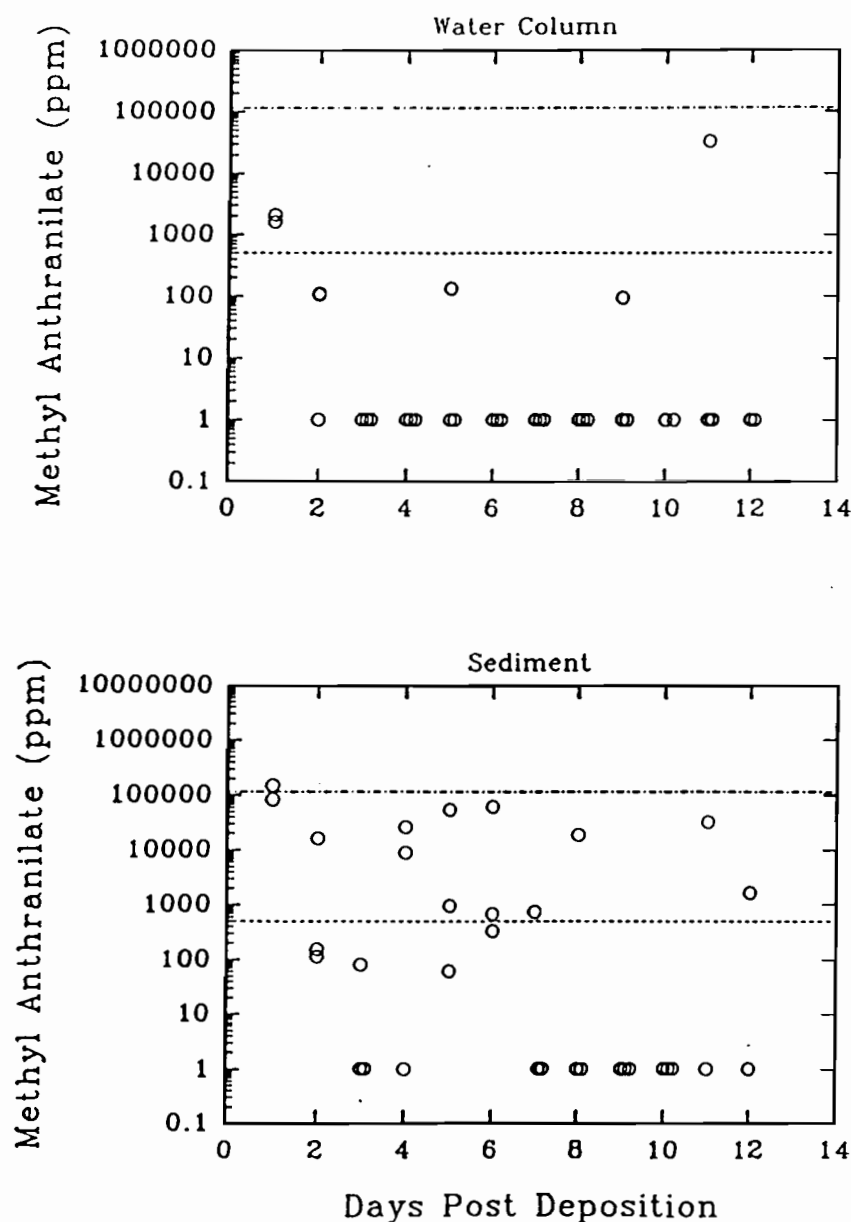 Water Column
Methyl Anthranilate (ppm)
1000000
100000
10000
1000
100
10
1
0.1
0 2 4 6 8 10 12 14
Sediment
Methyl Anthranilate (ppm)
10000000
1000000
100000
10000
1000
100
10
1
0.1
0 2 4 6 8 10 12 14
Days Post Deposition